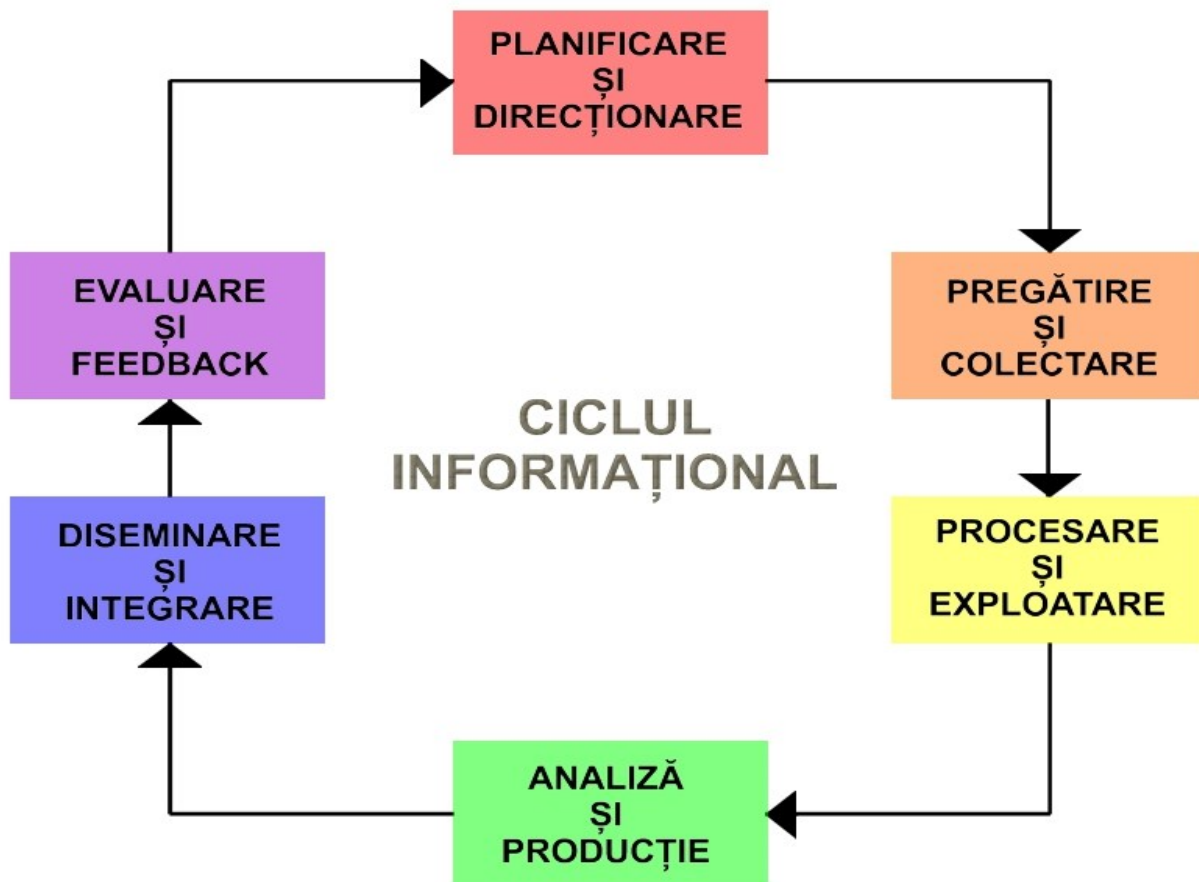 PLANIFICARE
ȘI
DIRECȚIONARE
PREGĂTIRE
ȘI
COLECTARE
PROCESARE
ȘI
EXPLOATARE
ANALIZĂ
ȘI
PRODUCȚIE
DISEMINARE
ȘI
INTEGRARE
EVALUARE
ȘI
FEEDBACK
CICLUL
INFORMAȚIONAL